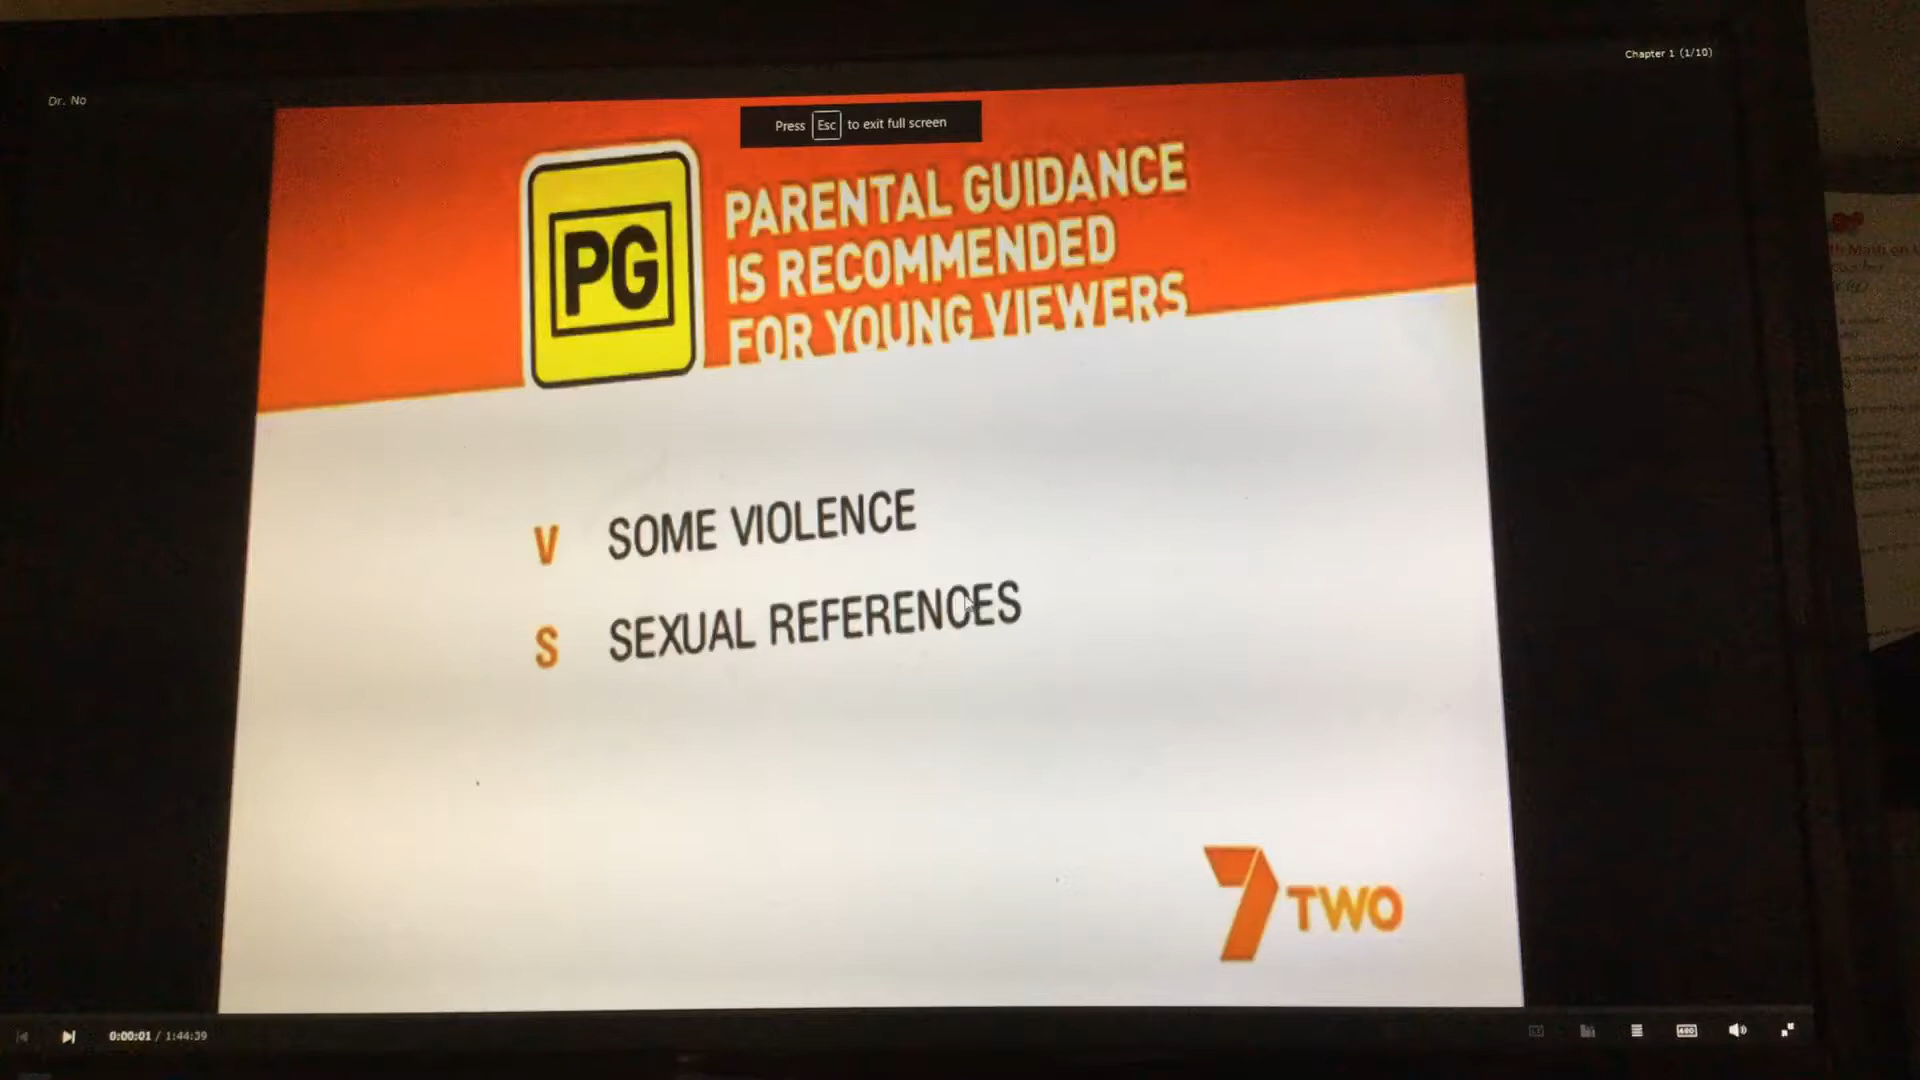 Chapter 1 (1/10)
Dr. No
Press Esc to exit full screen
PG
PARENTAL GUIDANCE
IS RECOMMENDED
FOR YOUNG VIEWERS
V SOME VIOLENCE
S SEXUAL REFERENCES
7TWO
0:00:01 / 1:44:39
480